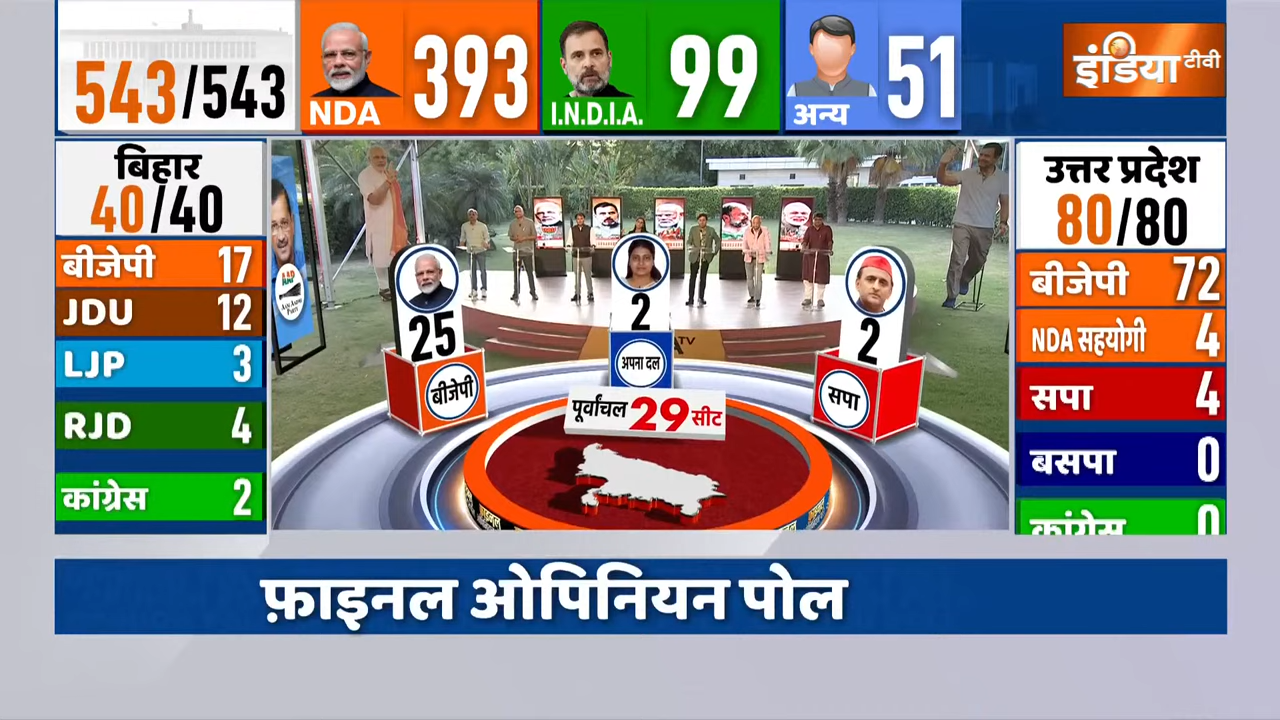 543/543
NDA
393
I.N.D.I.A.
99
अन्य
51
इंडिया टीवी
बिहार
40/40
बीजेपी 17
JDU 12
LJP 3
RJD 4
कांग्रेस 2
AAP
25
बीजेपी
2
अपना दल
2
सपा
पूर्वांचल 29 सीट
TV
उत्तर प्रदेश
80/80
बीजेपी 72
NDA सहयोगी 4
सपा 4
बसपा 0
कांग्रेस 0
फ़ाइनल ओपिनियन पोल